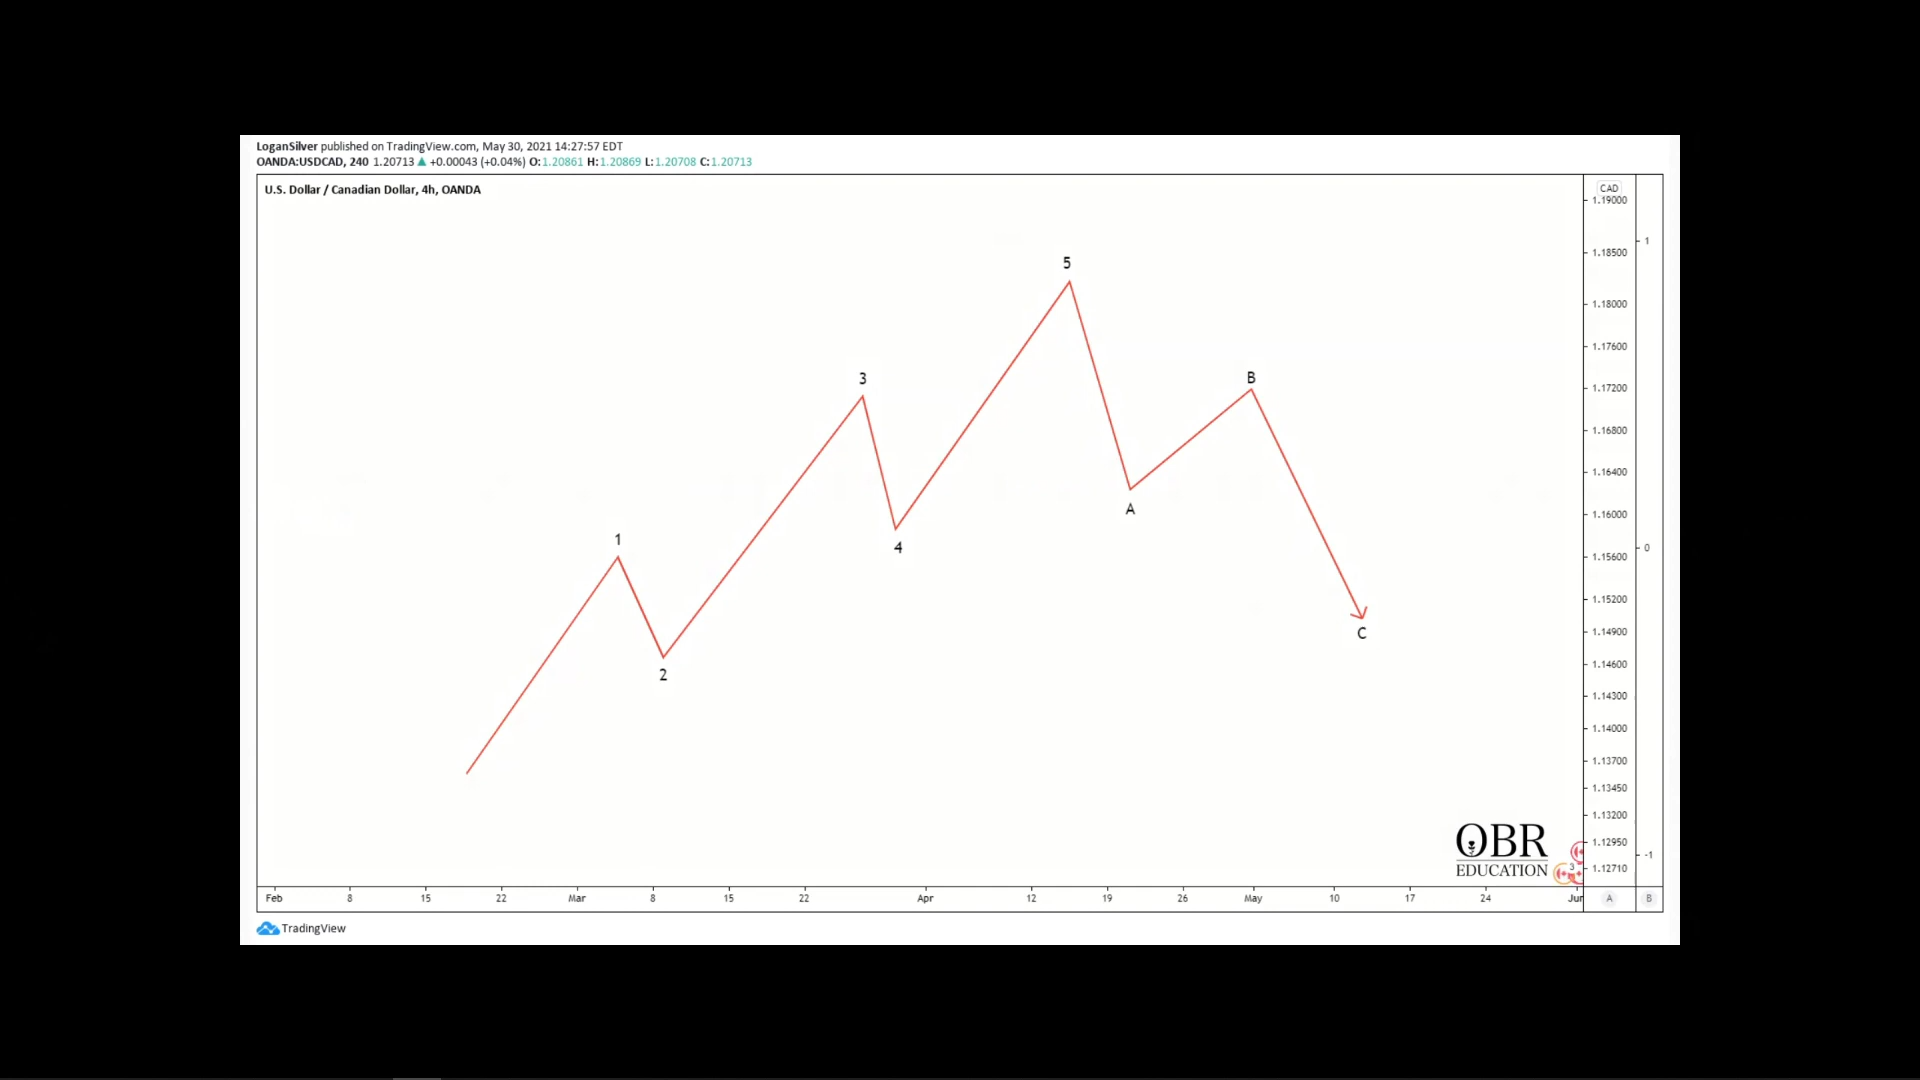 LoganSilver published on TradingView.com, May 30, 2021 14:27:57 EDT
OANDA:USDCAD, 240 1.20713 ▲ +0.00043 (+0.04%) O:1.20861 H:1.20869 L:1.20708 C:1.20713
U.S. Dollar / Canadian Dollar, 4h, OANDA
CAD
1.19000
1
1.18500
5
1.18000
1.17600
3
B
1.17200
1.16800
1.16400
A
1.16000
1
4
0
1.15600
1.15200
C
1.14900
1.14600
2
1.14300
1.14000
1.13700
1.13450
1.13200
OBR
EDUCATION
1.12950
-1
3
1.12710
Feb 8 15 22 Mar 8 15 22 Apr 12 19 26 May 10 17 24 Jun A B
TradingView